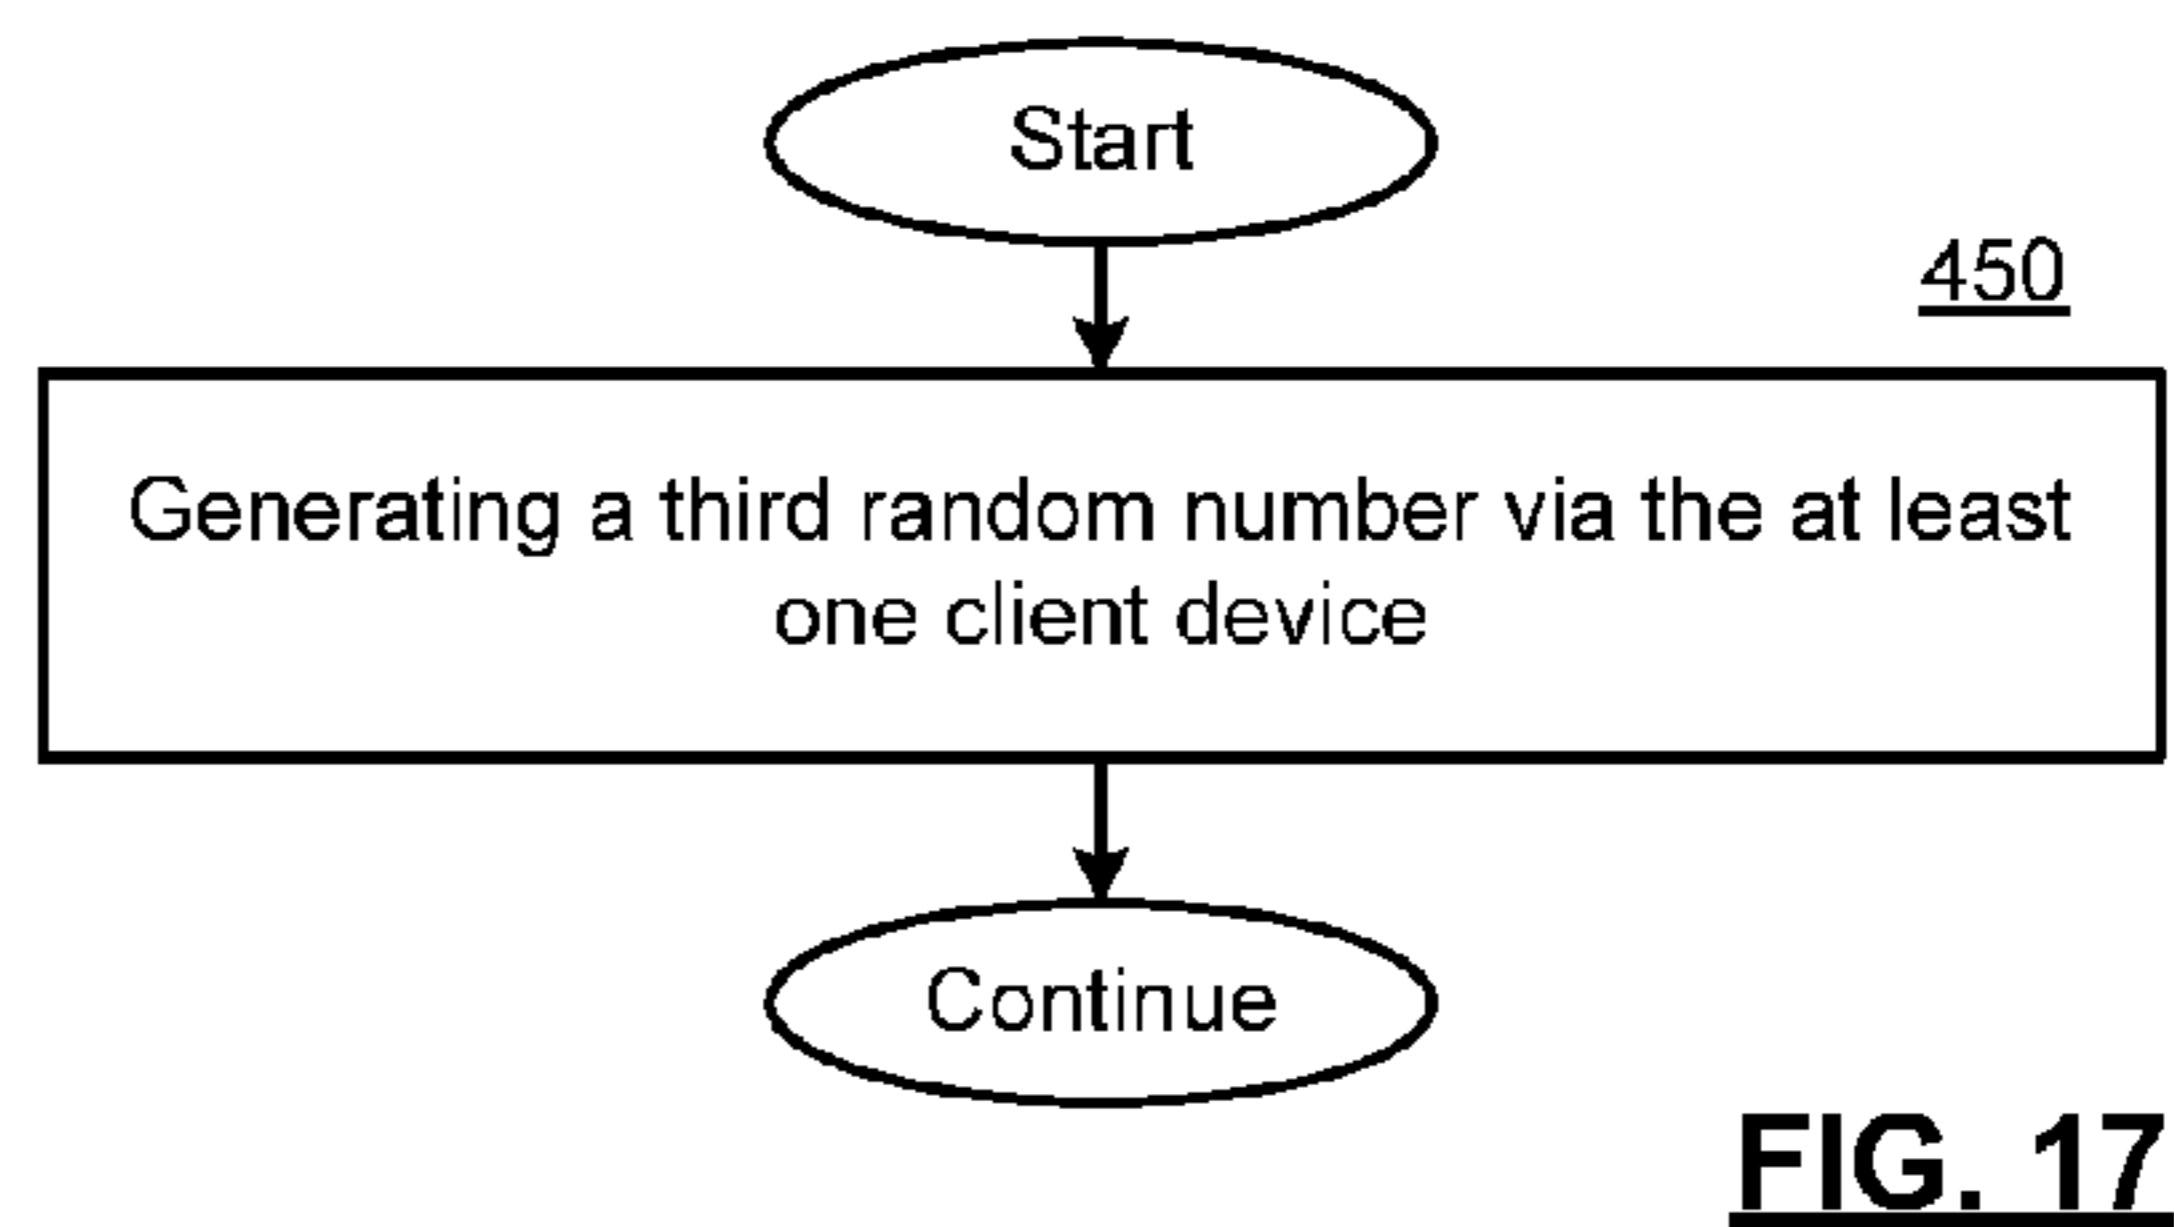 Start
450
Generating a third random number via the at least
one client device
Continue
FIG. 17